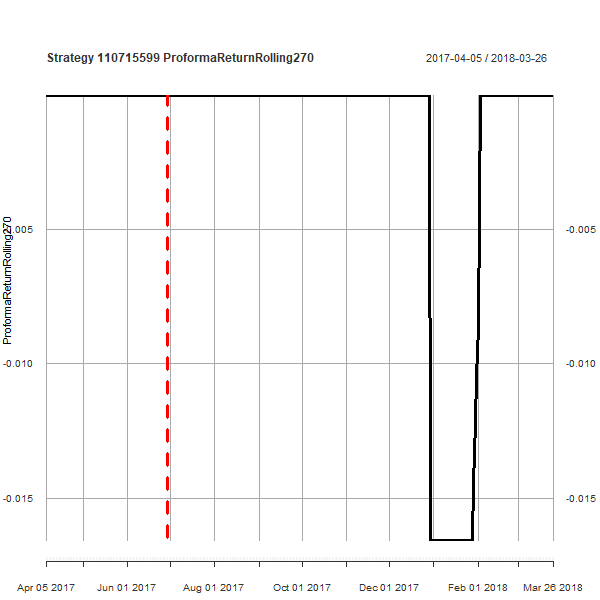 Strategy 110715599 ProformaReturnRolling270
2017-04-05 / 2018-03-26
ProformaReturnRolling270
-0.005
-0.005
-0.010
-0.010
-0.015
-0.015
Apr 05 2017 Jun 01 2017 Aug 01 2017 Oct 01 2017 Dec 01 2017 Feb 01 2018 Mar 26 2018